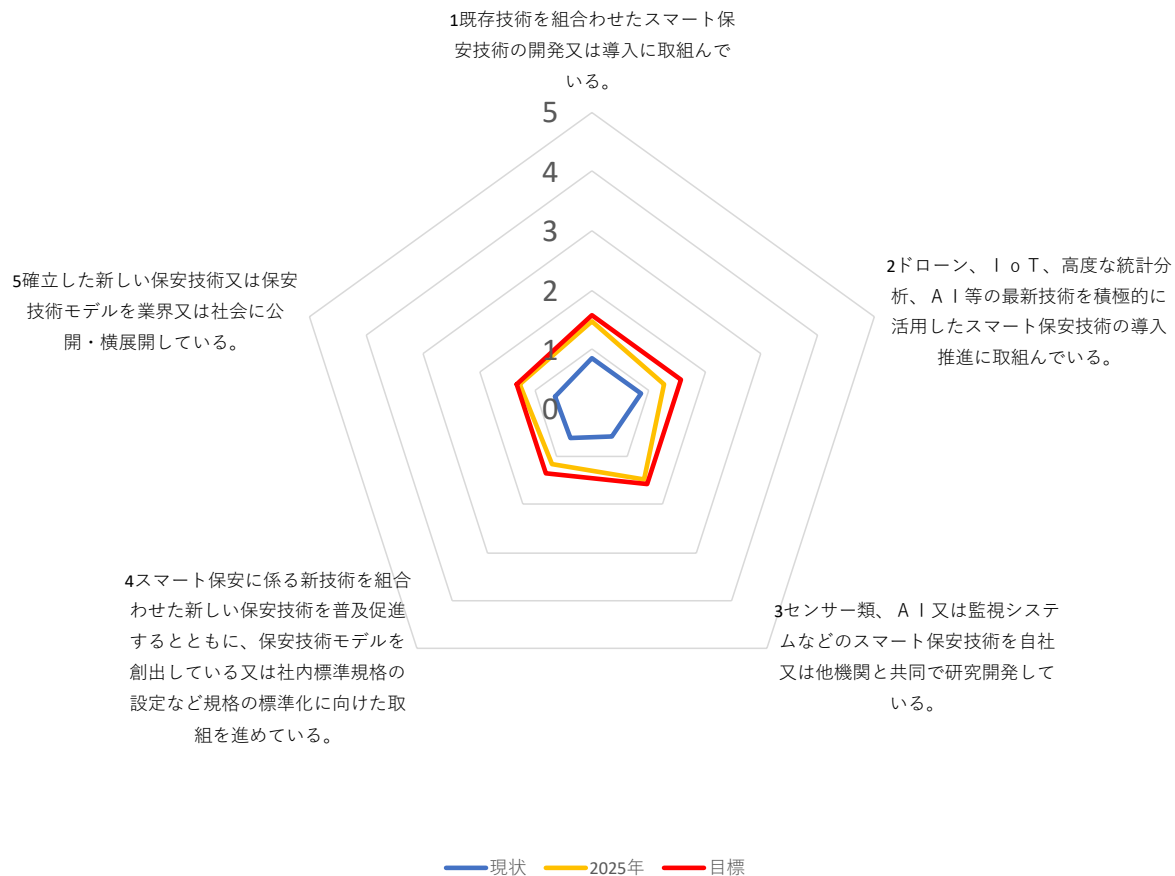 1既存技術を組合わせたスマート保
安技術の開発又は導入に取組んで
いる。
5
4
3
2
1
0
2ドローン、ＩｏＴ、高度な統計分
析、ＡＩ等の最新技術を積極的に
活用したスマート保安技術の導入
推進に取組んでいる。
3センサー類、ＡＩ又は監視システ
ムなどのスマート保安技術を自社
又は他機関と共同で研究開発して
いる。
4スマート保安に係る新技術を組合
わせた新しい保安技術を普及促進
するとともに、保安技術モデルを
創出している又は社内標準規格の
設定など規格の標準化に向けた取
組を進めている。
5確立した新しい保安技術又は保安
技術モデルを業界又は社会に公
開・横展開している。
現状 2025年 目標